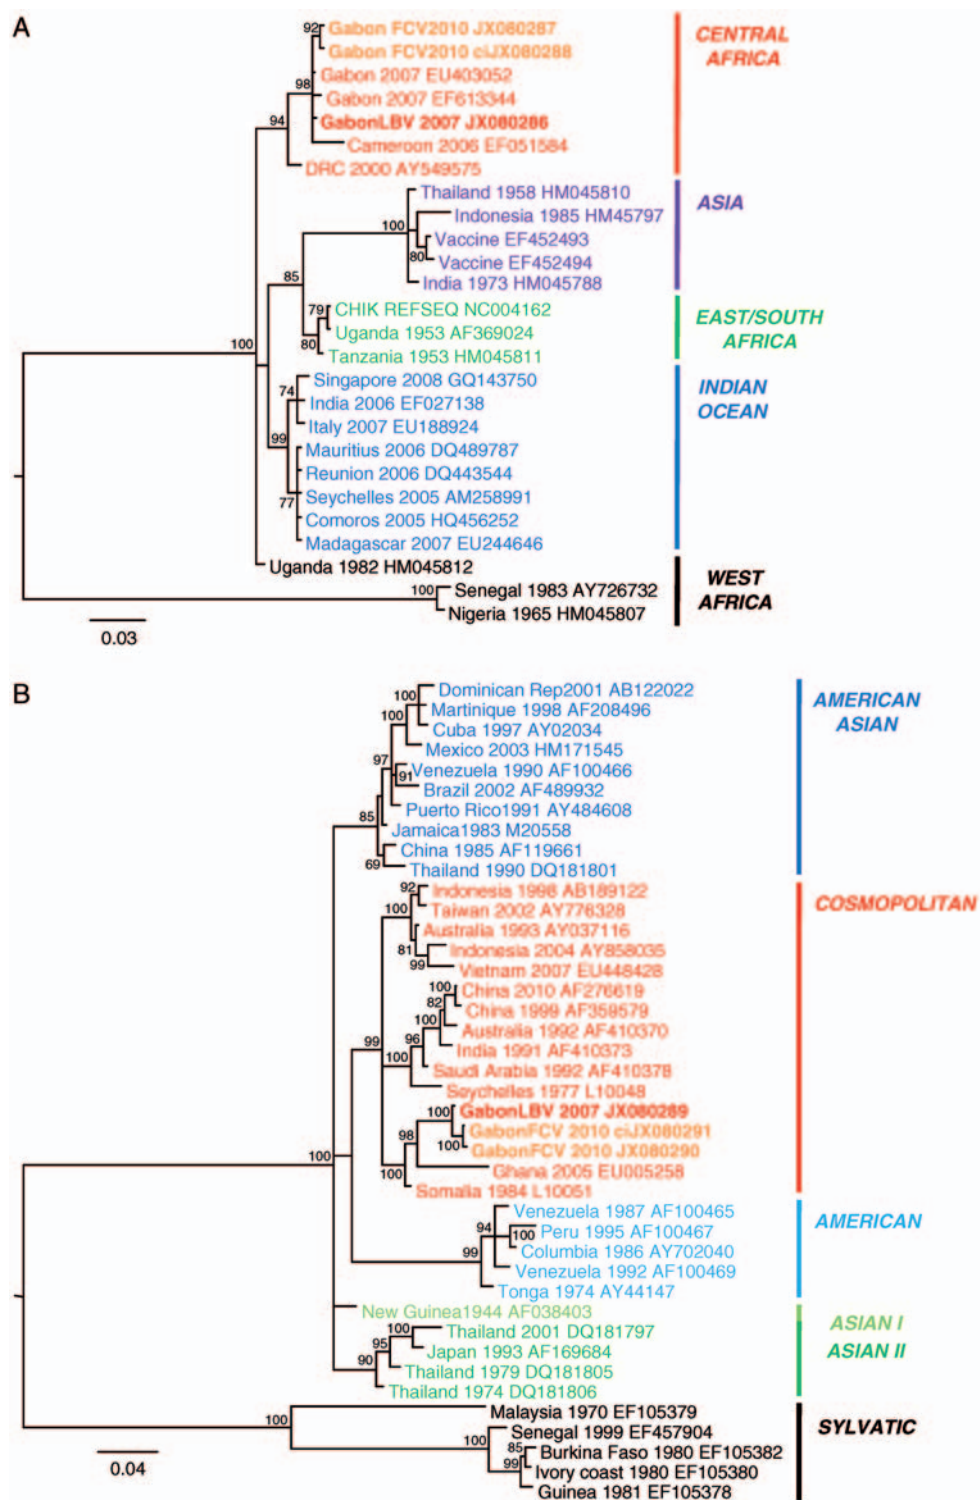 A
92
Gabon FCV2010 JX080287
Gabon FCV2010 ciJX080288
98
Gabon 2007 EU403052
Gabon 2007 EF613344
94
GabonLBV 2007 JX080286
Cameroon 2006 EF051584
DRC 2000 AY549575
CENTRAL
AFRICA
Thailand 1958 HM045810
100
Indonesia 1985 HM45797
Vaccine EF452493
80
Vaccine EF452494
India 1973 HM045788
ASIA
85
79
CHIK REFSEQ NC004162
Uganda 1953 AF369024
80
Tanzania 1953 HM045811
EAST/SOUTH
AFRICA
100
Singapore 2008 GQ143750
74
India 2006 EF027138
Italy 2007 EU188924
99
Mauritius 2006 DQ489787
Reunion 2006 DQ443544
77
Seychelles 2005 AM258991
Comoros 2005 HQ456252
Madagascar 2007 EU244646
INDIAN
OCEAN
Uganda 1982 HM045812
100
Senegal 1983 AY726732
Nigeria 1965 HM045807
WEST
AFRICA
0.03
B
100
Dominican Rep2001 AB122022
Martinique 1998 AF208496
100
Cuba 1997 AY02034
Mexico 2003 HM171545
97
Venezuela 1990 AF100466
91
Brazil 2002 AF489932
Puerto Rico1991 AY484608
85
Jamaica1983 M20558
China 1985 AF119661
69
Thailand 1990 DQ181801
AMERICAN
ASIAN
92
Indonesia 1998 AB189122
100
Taiwan 2002 AY776328
Australia 1993 AY037116
81
Indonesia 2004 AY858035
99
Vietnam 2007 EU448428
100
China 2010 AF276619
82
China 1999 AF359579
100
Australia 1992 AF410370
99
96
India 1991 AF410373
100
Saudi Arabia 1992 AF410378
Seychelles 1977 L10048
100
GabonLBV 2007 JX080289
GabonFCV 2010 ciJX080291
98
100
GabonFCV 2010 JX080290
100
Ghana 2005 EU005258
Somalia 1984 L10051
COSMOPOLITAN
100
Venezuela 1987 AF100465
94
Peru 1995 AF100467
100
Columbia 1986 AY702040
99
Venezuela 1992 AF100469
Tonga 1974 AY44147
AMERICAN
New Guinea1944 AF038403
ASIAN I
100
Thailand 2001 DQ181797
95
Japan 1993 AF169684
90
Thailand 1979 DQ181805
Thailand 1974 DQ181806
ASIAN II
100
Malaysia 1970 EF105379
100
Senegal 1999 EF457904
85
Burkina Faso 1980 EF105382
99
Ivory coast 1980 EF105380
Guinea 1981 EF105378
SYLVATIC
0.04